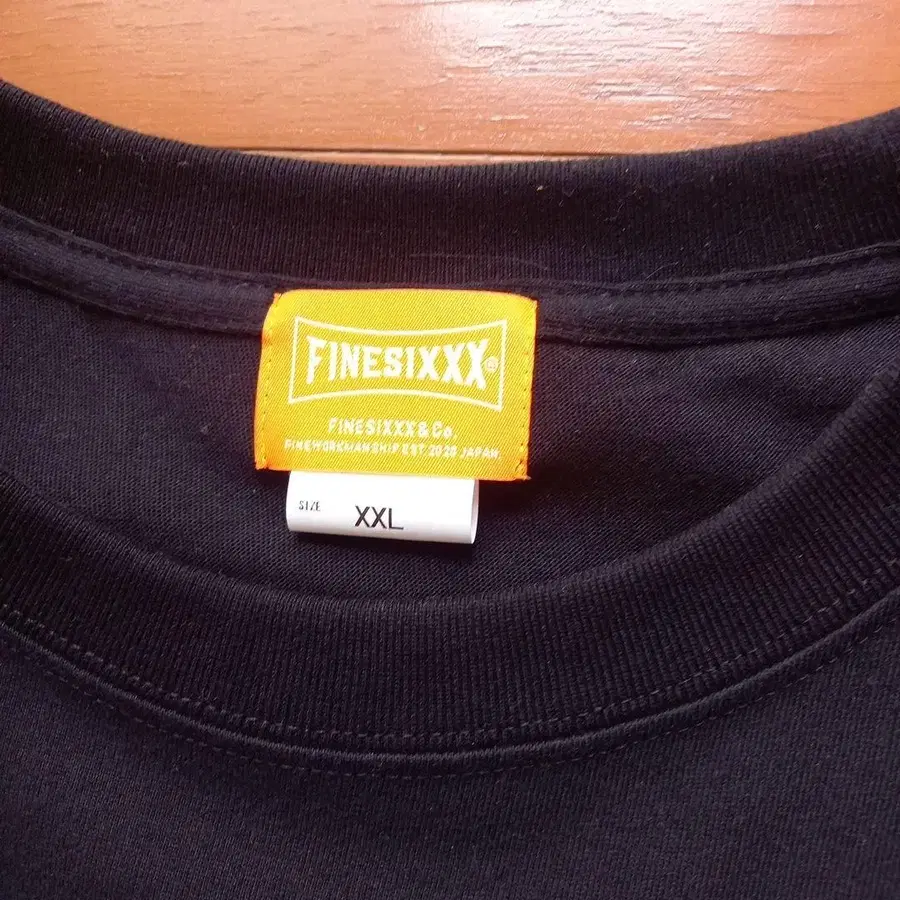 FINESIXXX®
FINESIXXX & Co.
FINEWORKMANSHIP EST.2020 JAPAN
SIZE XXL